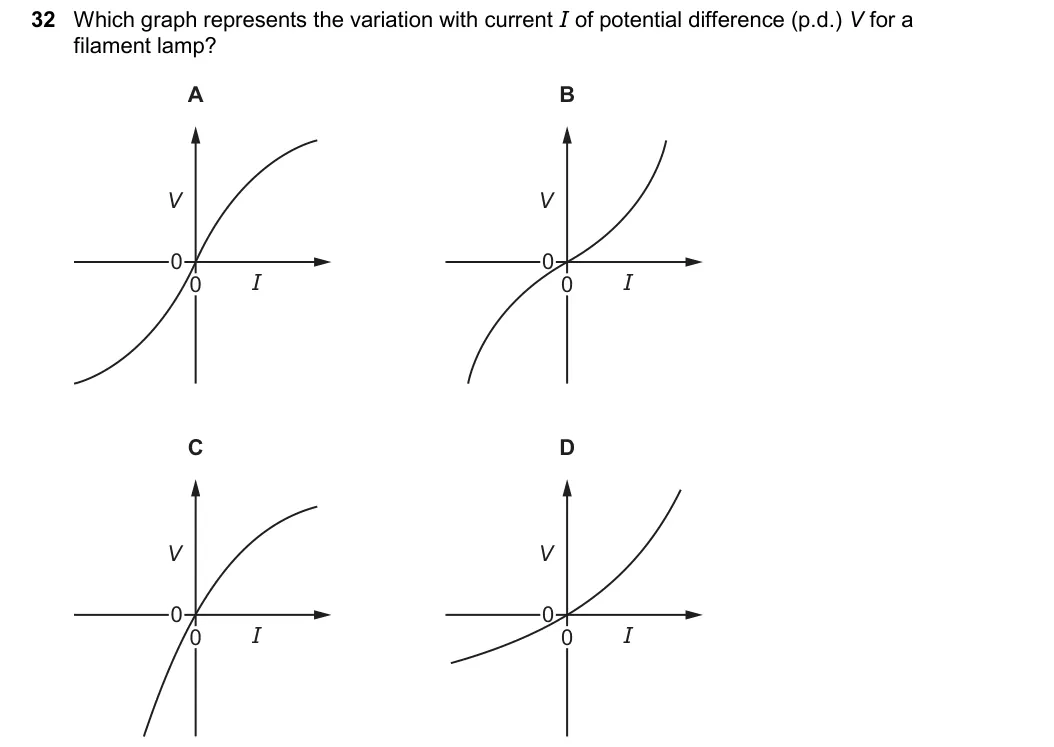 32 Which graph represents the variation with current I of potential difference (p.d.) V for a
filament lamp?
A
B
V
0
0
I
V
0
0
I
C
D
V
0
0
I
V
0
0
I